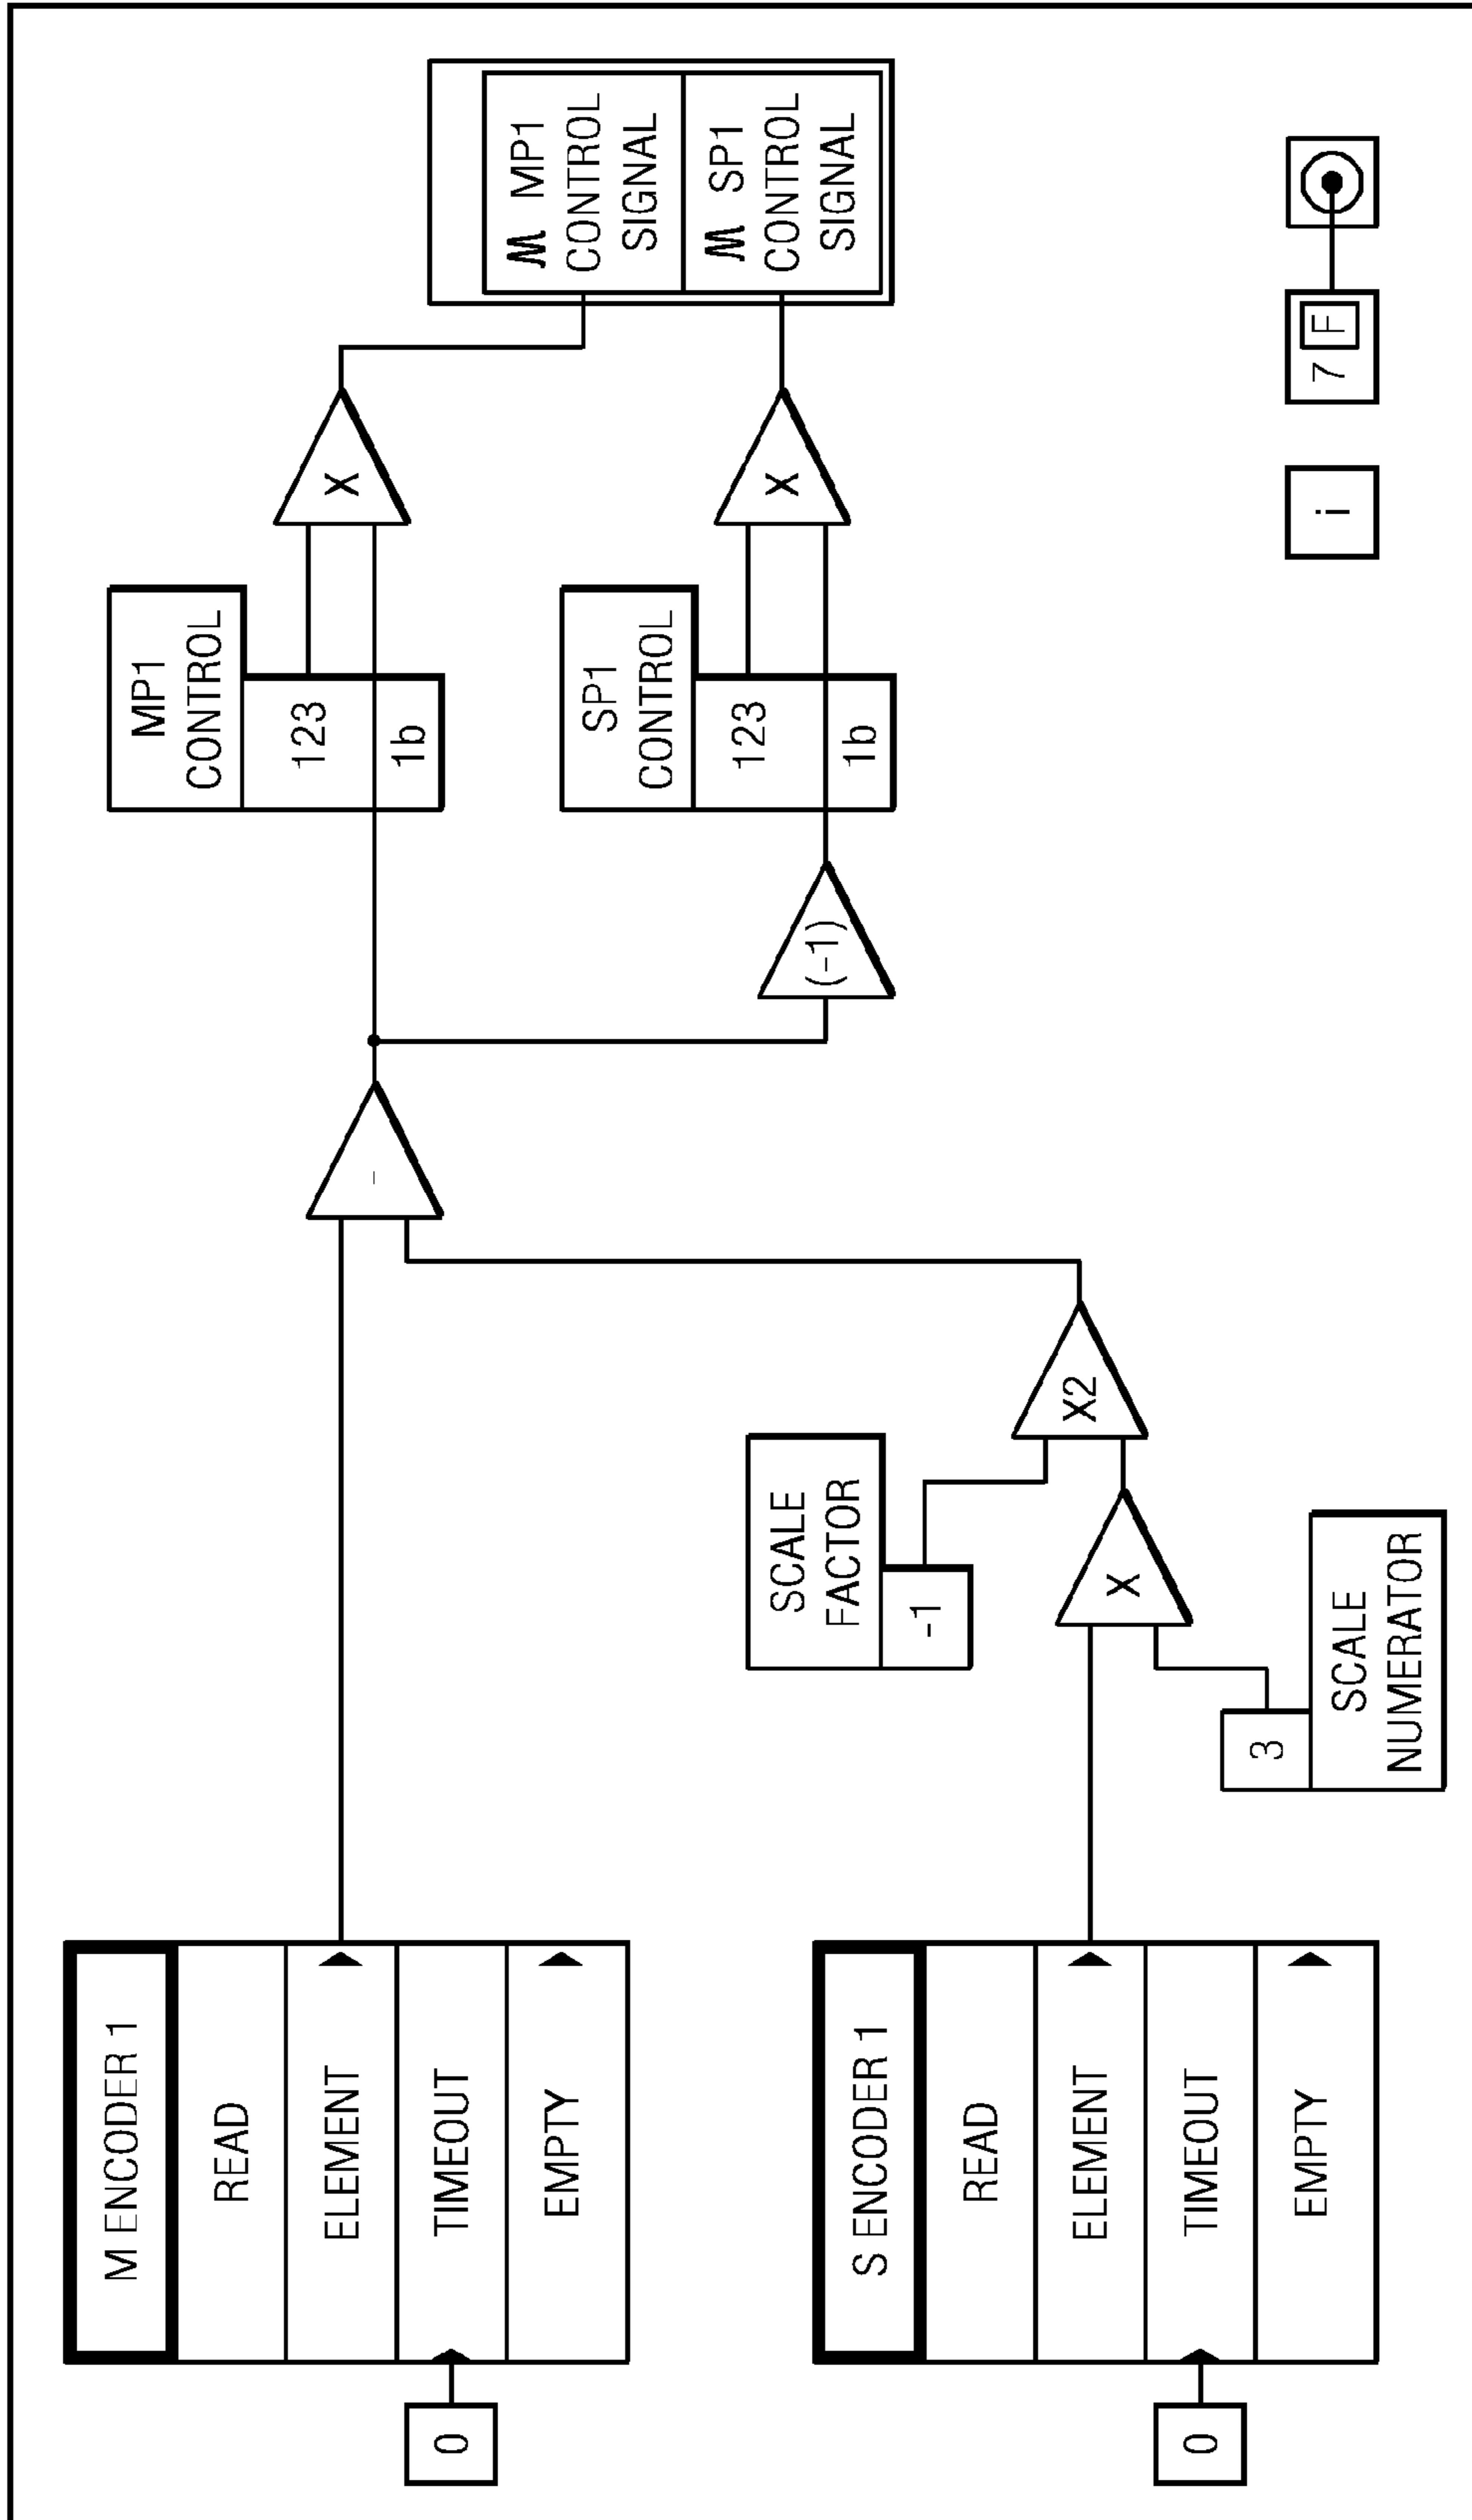 M ENCODER 1
READ
ELEMENT
TIMEOUT
EMPTY
0
S ENCODER 1
READ
ELEMENT
TIMEOUT
EMPTY
0
SCALE
FACTOR
-1
X
3
SCALE
NUMERATOR
X2
-
(-1)
MP1
CONTROL
123
1b
SP1
CONTROL
123
1b
X
X
MP1
CONTROL
SIGNAL
SP1
CONTROL
SIGNAL
i
7 F